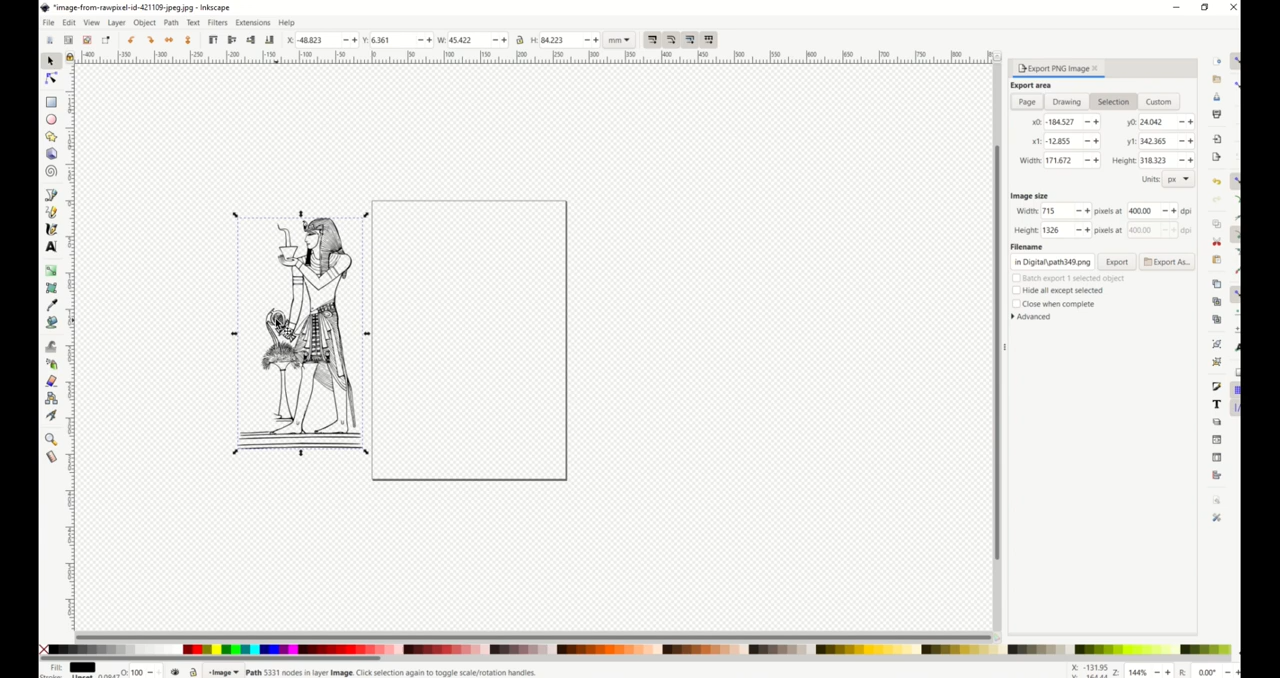 *image-from-rawpixel-id-421109-jpeg.jpg - Inkscape
File Edit View Layer Object Path Text Filters Extensions Help
X: -48.823 − + Y: 6.361 − + W: 45.422 − + H: 84.223 − + mm
Export PNG Image
Export area
Page Drawing Selection Custom
x0: -184.527 − + y0: 24.042 − +
x1: -12.855 − + y1: 342.365 − +
Width: 171.672 − + Height: 318.323 − +
Units: px
Image size
Width: 715 − + pixels at 400.00 − + dpi
Height: 1326 − + pixels at 400.00 − + dpi
Filename
in Digital\path349.png Export Export As...
Batch export 1 selected object
Hide all except selected
Close when complete
Advanced
Fill: O: 100 − + •Image Path 5331 nodes in layer Image. Click selection again to toggle scale/rotation handles. X: -131.95 Z: 144% − + R: 0.00° − +